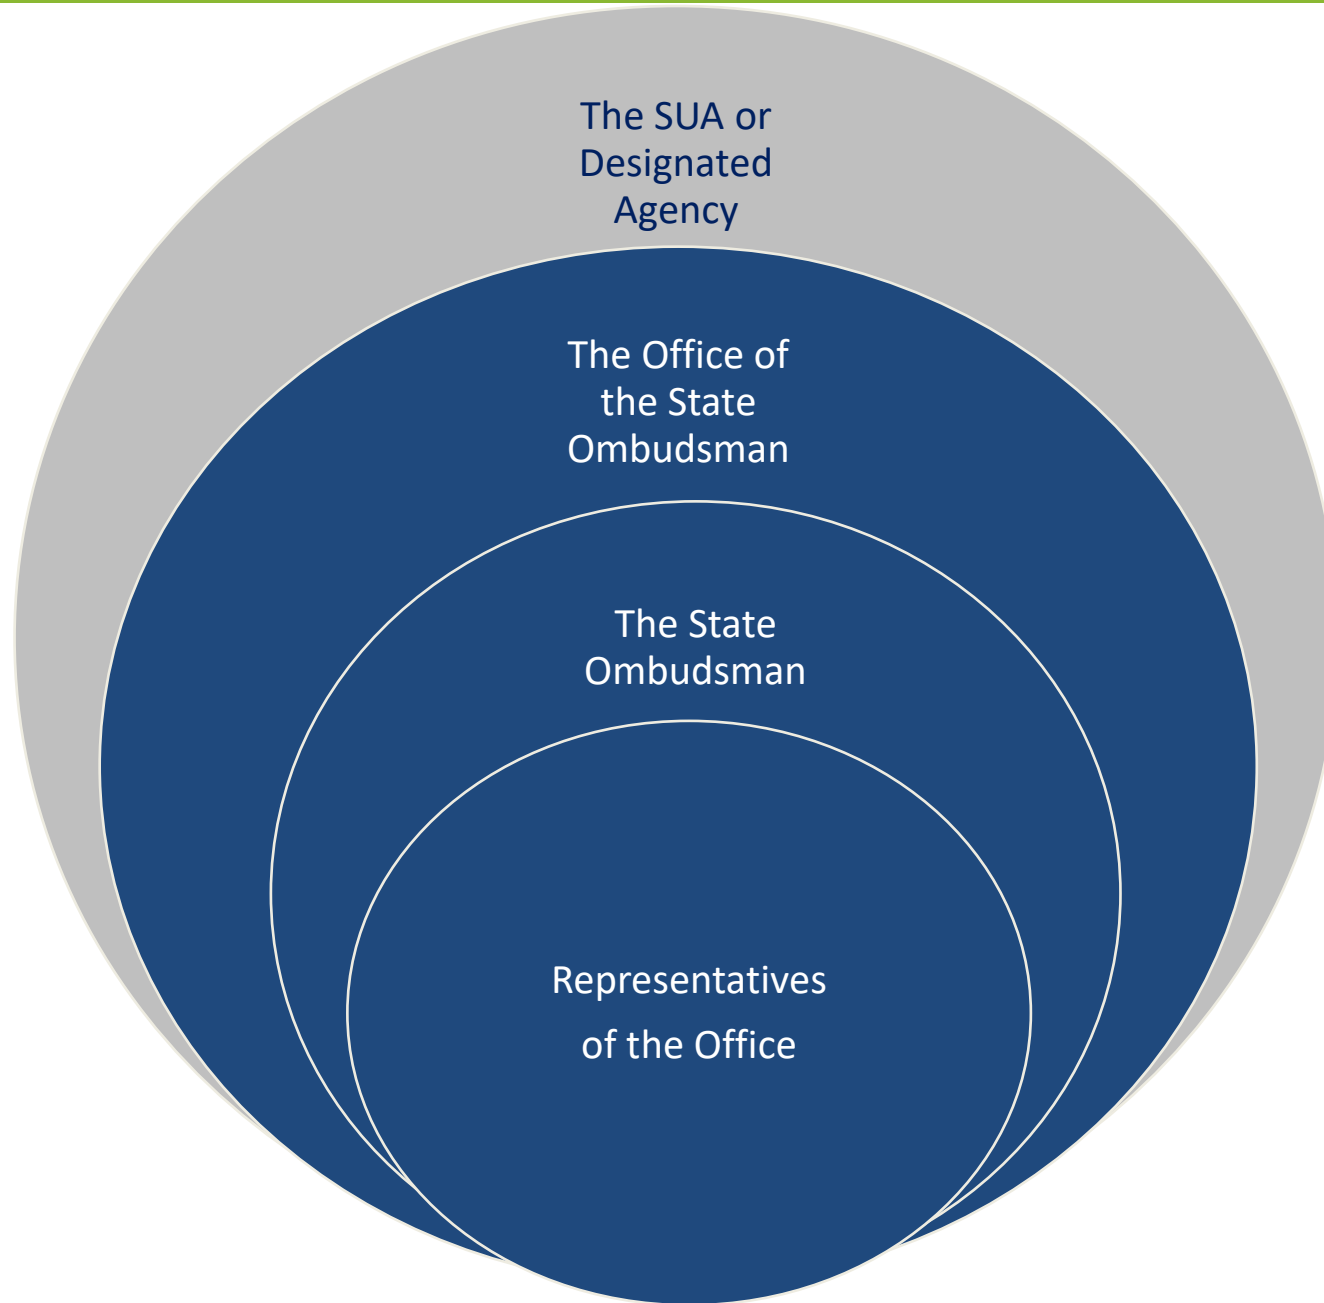 The SUA or
Designated
Agency
The Office of
the State
Ombudsman
The State
Ombudsman
Representatives
of the Office